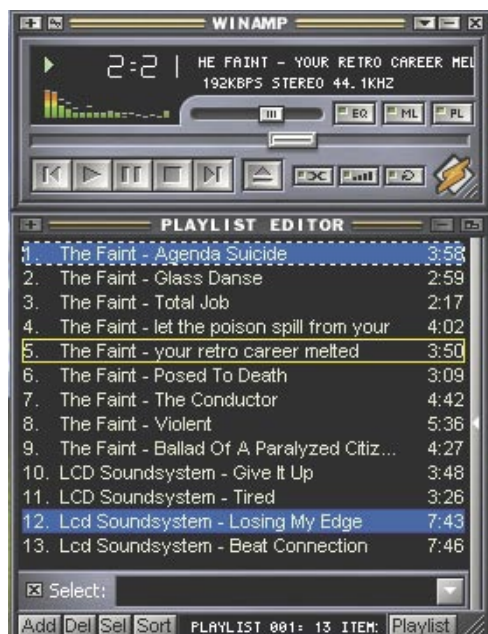 WINAMP
2:21
HE FAINT - YOUR RETRO CAREER MEL
192KBPS STEREO 44.1KHZ
EQ ML PL
PLAYLIST EDITOR
1. The Faint - Agenda Suicide 3:58
2. The Faint - Glass Danse 2:59
3. The Faint - Total Job 2:17
4. The Faint - let the poison spill from your 4:02
5. The Faint - your retro career melted 3:50
6. The Faint - Posed To Death 3:09
7. The Faint - The Conductor 4:42
8. The Faint - Violent 5:36
9. The Faint - Ballad Of A Paralyzed Citiz... 4:27
10. LCD Soundsystem - Give It Up 3:48
11. LCD Soundsystem - Tired 3:26
12. Lcd Soundsystem - Losing My Edge 7:43
13. Lcd Soundsystem - Beat Connection 7:46
Select:
Add Del Sel Sort PLAYLIST 001: 13 ITEM: Playlist